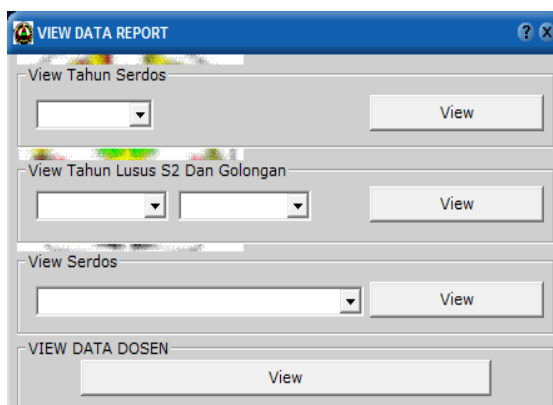 VIEW DATA REPORT
View Tahun Serdos
View
View Tahun Lusus S2 Dan Golongan
View
View Serdos
View
VIEW DATA DOSEN
View